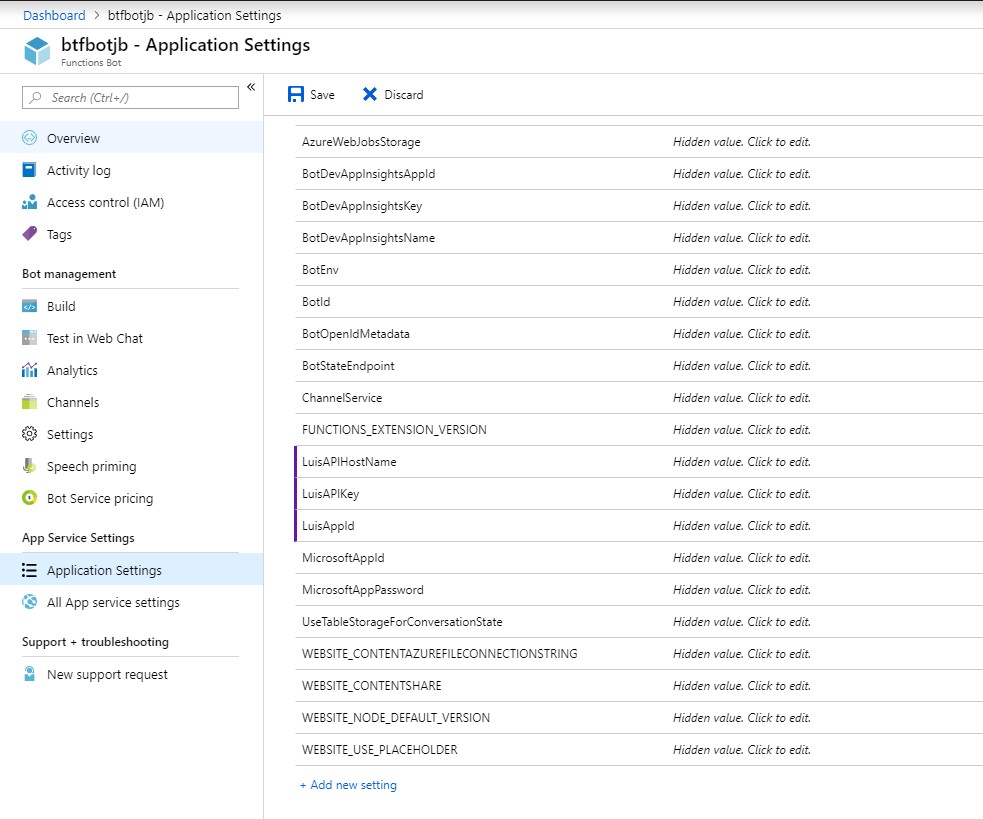 Dashboard > btfbotjb - Application Settings
btfbotjb - Application Settings
Functions Bot
Search (Ctrl+/)
«
Overview
Activity log
Access control (IAM)
Tags
Bot management
Build
Test in Web Chat
Analytics
Channels
Settings
Speech priming
Bot Service pricing
App Service Settings
Application Settings
All App service settings
Support + troubleshooting
New support request
Save Discard
AzureWebJobsStorage Hidden value. Click to edit.
BotDevAppInsightsAppId Hidden value. Click to edit.
BotDevAppInsightsKey Hidden value. Click to edit.
BotDevAppInsightsName Hidden value. Click to edit.
BotEnv Hidden value. Click to edit.
BotId Hidden value. Click to edit.
BotOpenIdMetadata Hidden value. Click to edit.
BotStateEndpoint Hidden value. Click to edit.
ChannelService Hidden value. Click to edit.
FUNCTIONS_EXTENSION_VERSION Hidden value. Click to edit.
LuisAPIHostName Hidden value. Click to edit.
LuisAPIKey Hidden value. Click to edit.
LuisAppId Hidden value. Click to edit.
MicrosoftAppId Hidden value. Click to edit.
MicrosoftAppPassword Hidden value. Click to edit.
UseTableStorageForConversationState Hidden value. Click to edit.
WEBSITE_CONTENTAZUREFILECONNECTIONSTRING Hidden value. Click to edit.
WEBSITE_CONTENTSHARE Hidden value. Click to edit.
WEBSITE_NODE_DEFAULT_VERSION Hidden value. Click to edit.
WEBSITE_USE_PLACEHOLDER Hidden value. Click to edit.
+ Add new setting